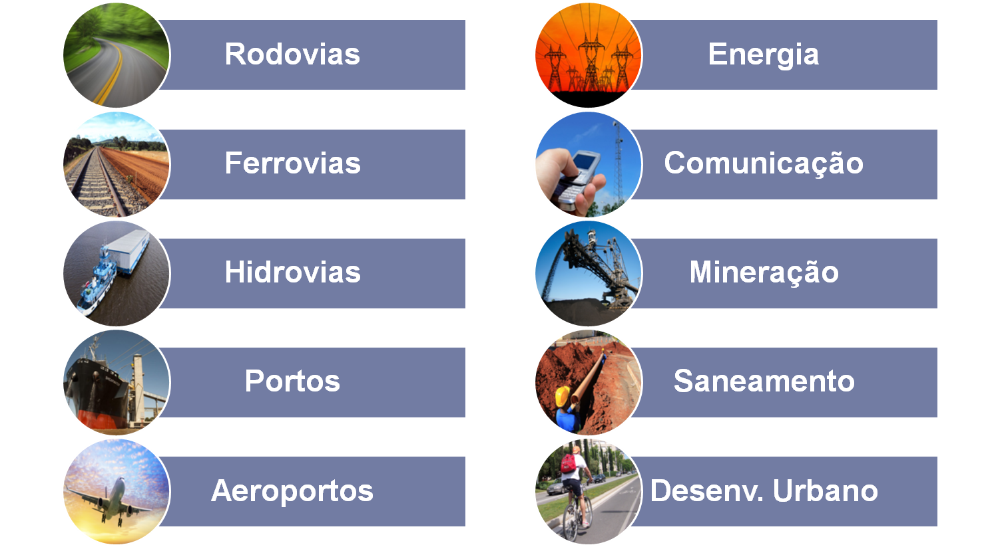 Rodovias
Ferrovias
Hidrovias
Portos
Aeroportos
Energia
Comunicação
Mineração
Saneamento
Desenv. Urbano